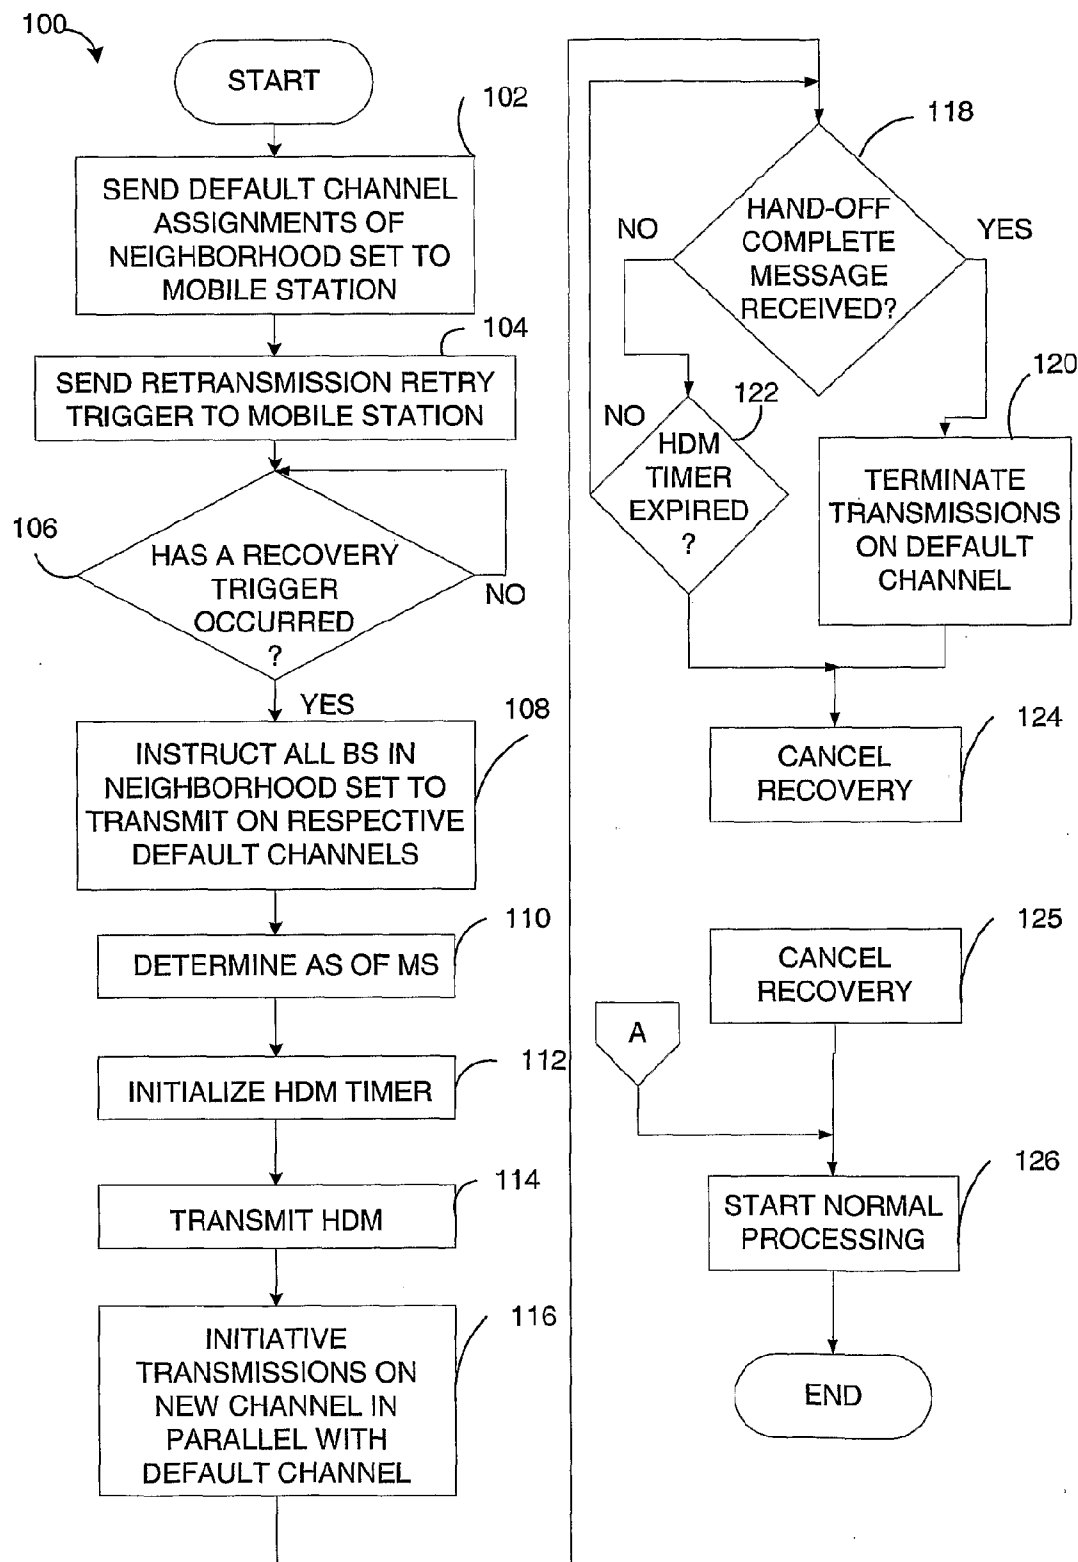 100
START
102
SEND DEFAULT CHANNEL
ASSIGNMENTS OF
NEIGHBORHOOD SET TO
MOBILE STATION
104
SEND RETRANSMISSION RETRY
TRIGGER TO MOBILE STATION
106
HAS A RECOVERY
TRIGGER
OCCURRED
?
NO
YES
108
INSTRUCT ALL BS IN
NEIGHBORHOOD SET TO
TRANSMIT ON RESPECTIVE
DEFAULT CHANNELS
110
DETERMINE AS OF MS
112
INITIALIZE HDM TIMER
114
TRANSMIT HDM
116
INITIATIVE
TRANSMISSIONS ON
NEW CHANNEL IN
PARALLEL WITH
DEFAULT CHANNEL
118
HAND-OFF
COMPLETE
MESSAGE
RECEIVED?
NO
YES
122
NO
HDM
TIMER
EXPIRED
?
120
TERMINATE
TRANSMISSIONS
ON DEFAULT
CHANNEL
124
CANCEL
RECOVERY
125
CANCEL
RECOVERY
A
126
START NORMAL
PROCESSING
END